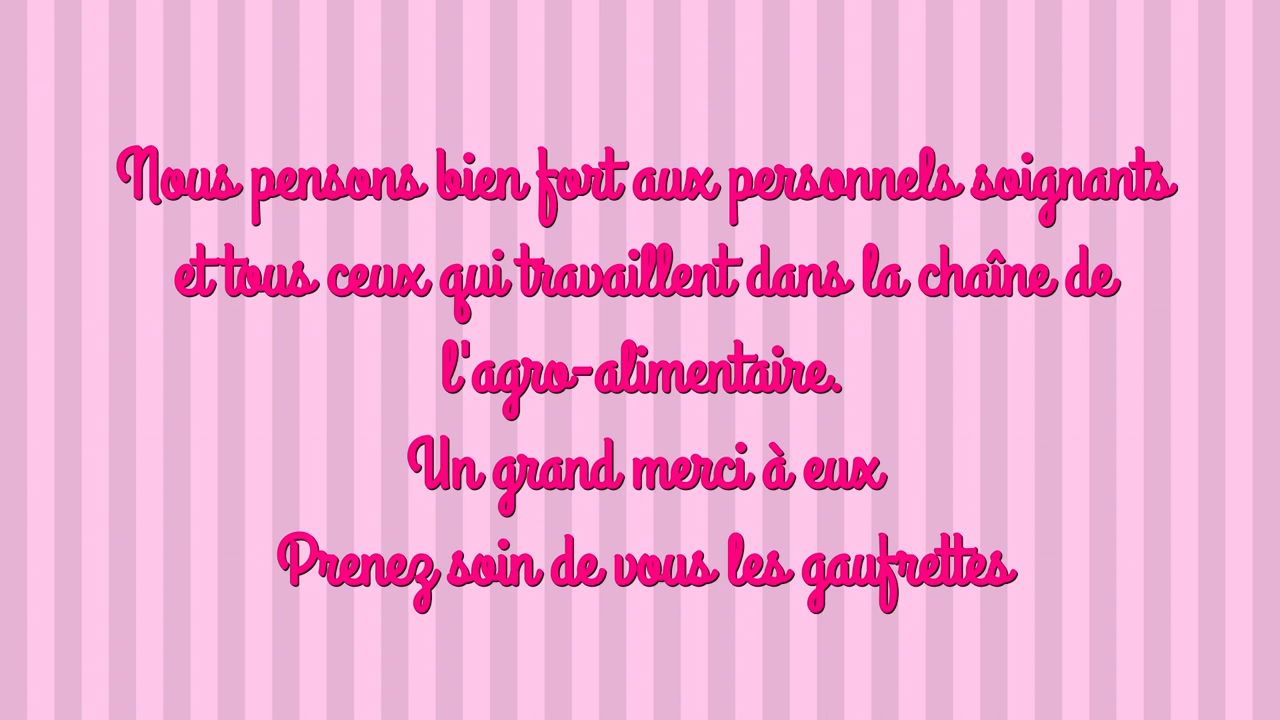 Nous pensons bien fort aux personnels soignants
et tous ceux qui travaillent dans la chaîne de
l'agro-alimentaire.
Un grand merci à eux
Prenez soin de vous les gaufrettes